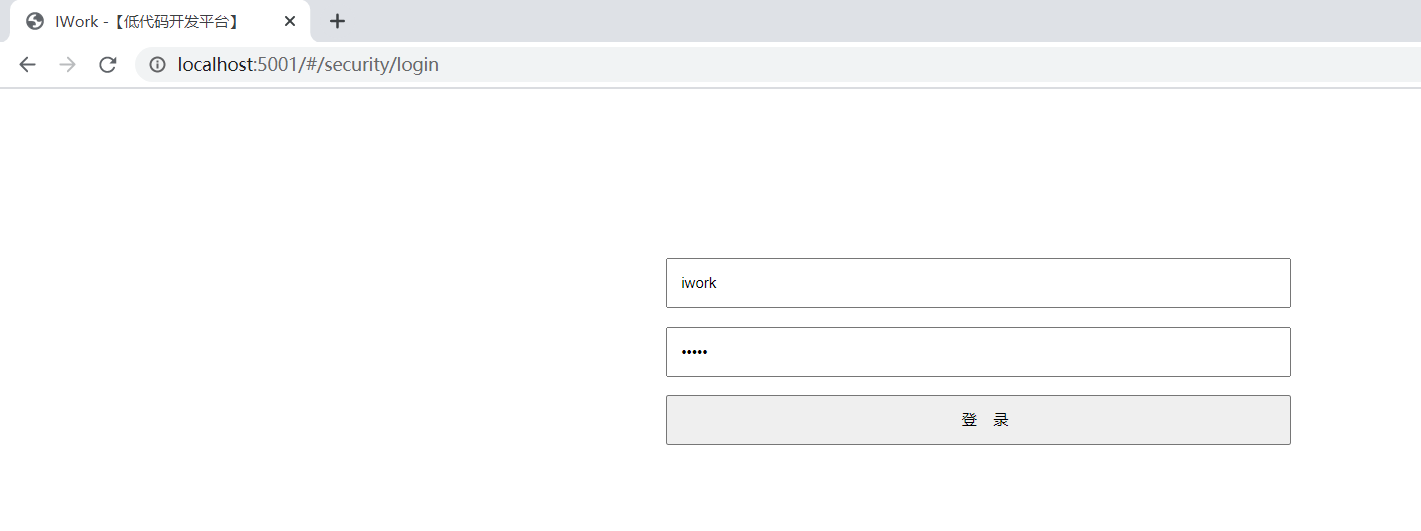 IWork -【低代码开发平台】
localhost:5001/#/security/login
iwork
•••••
登 录